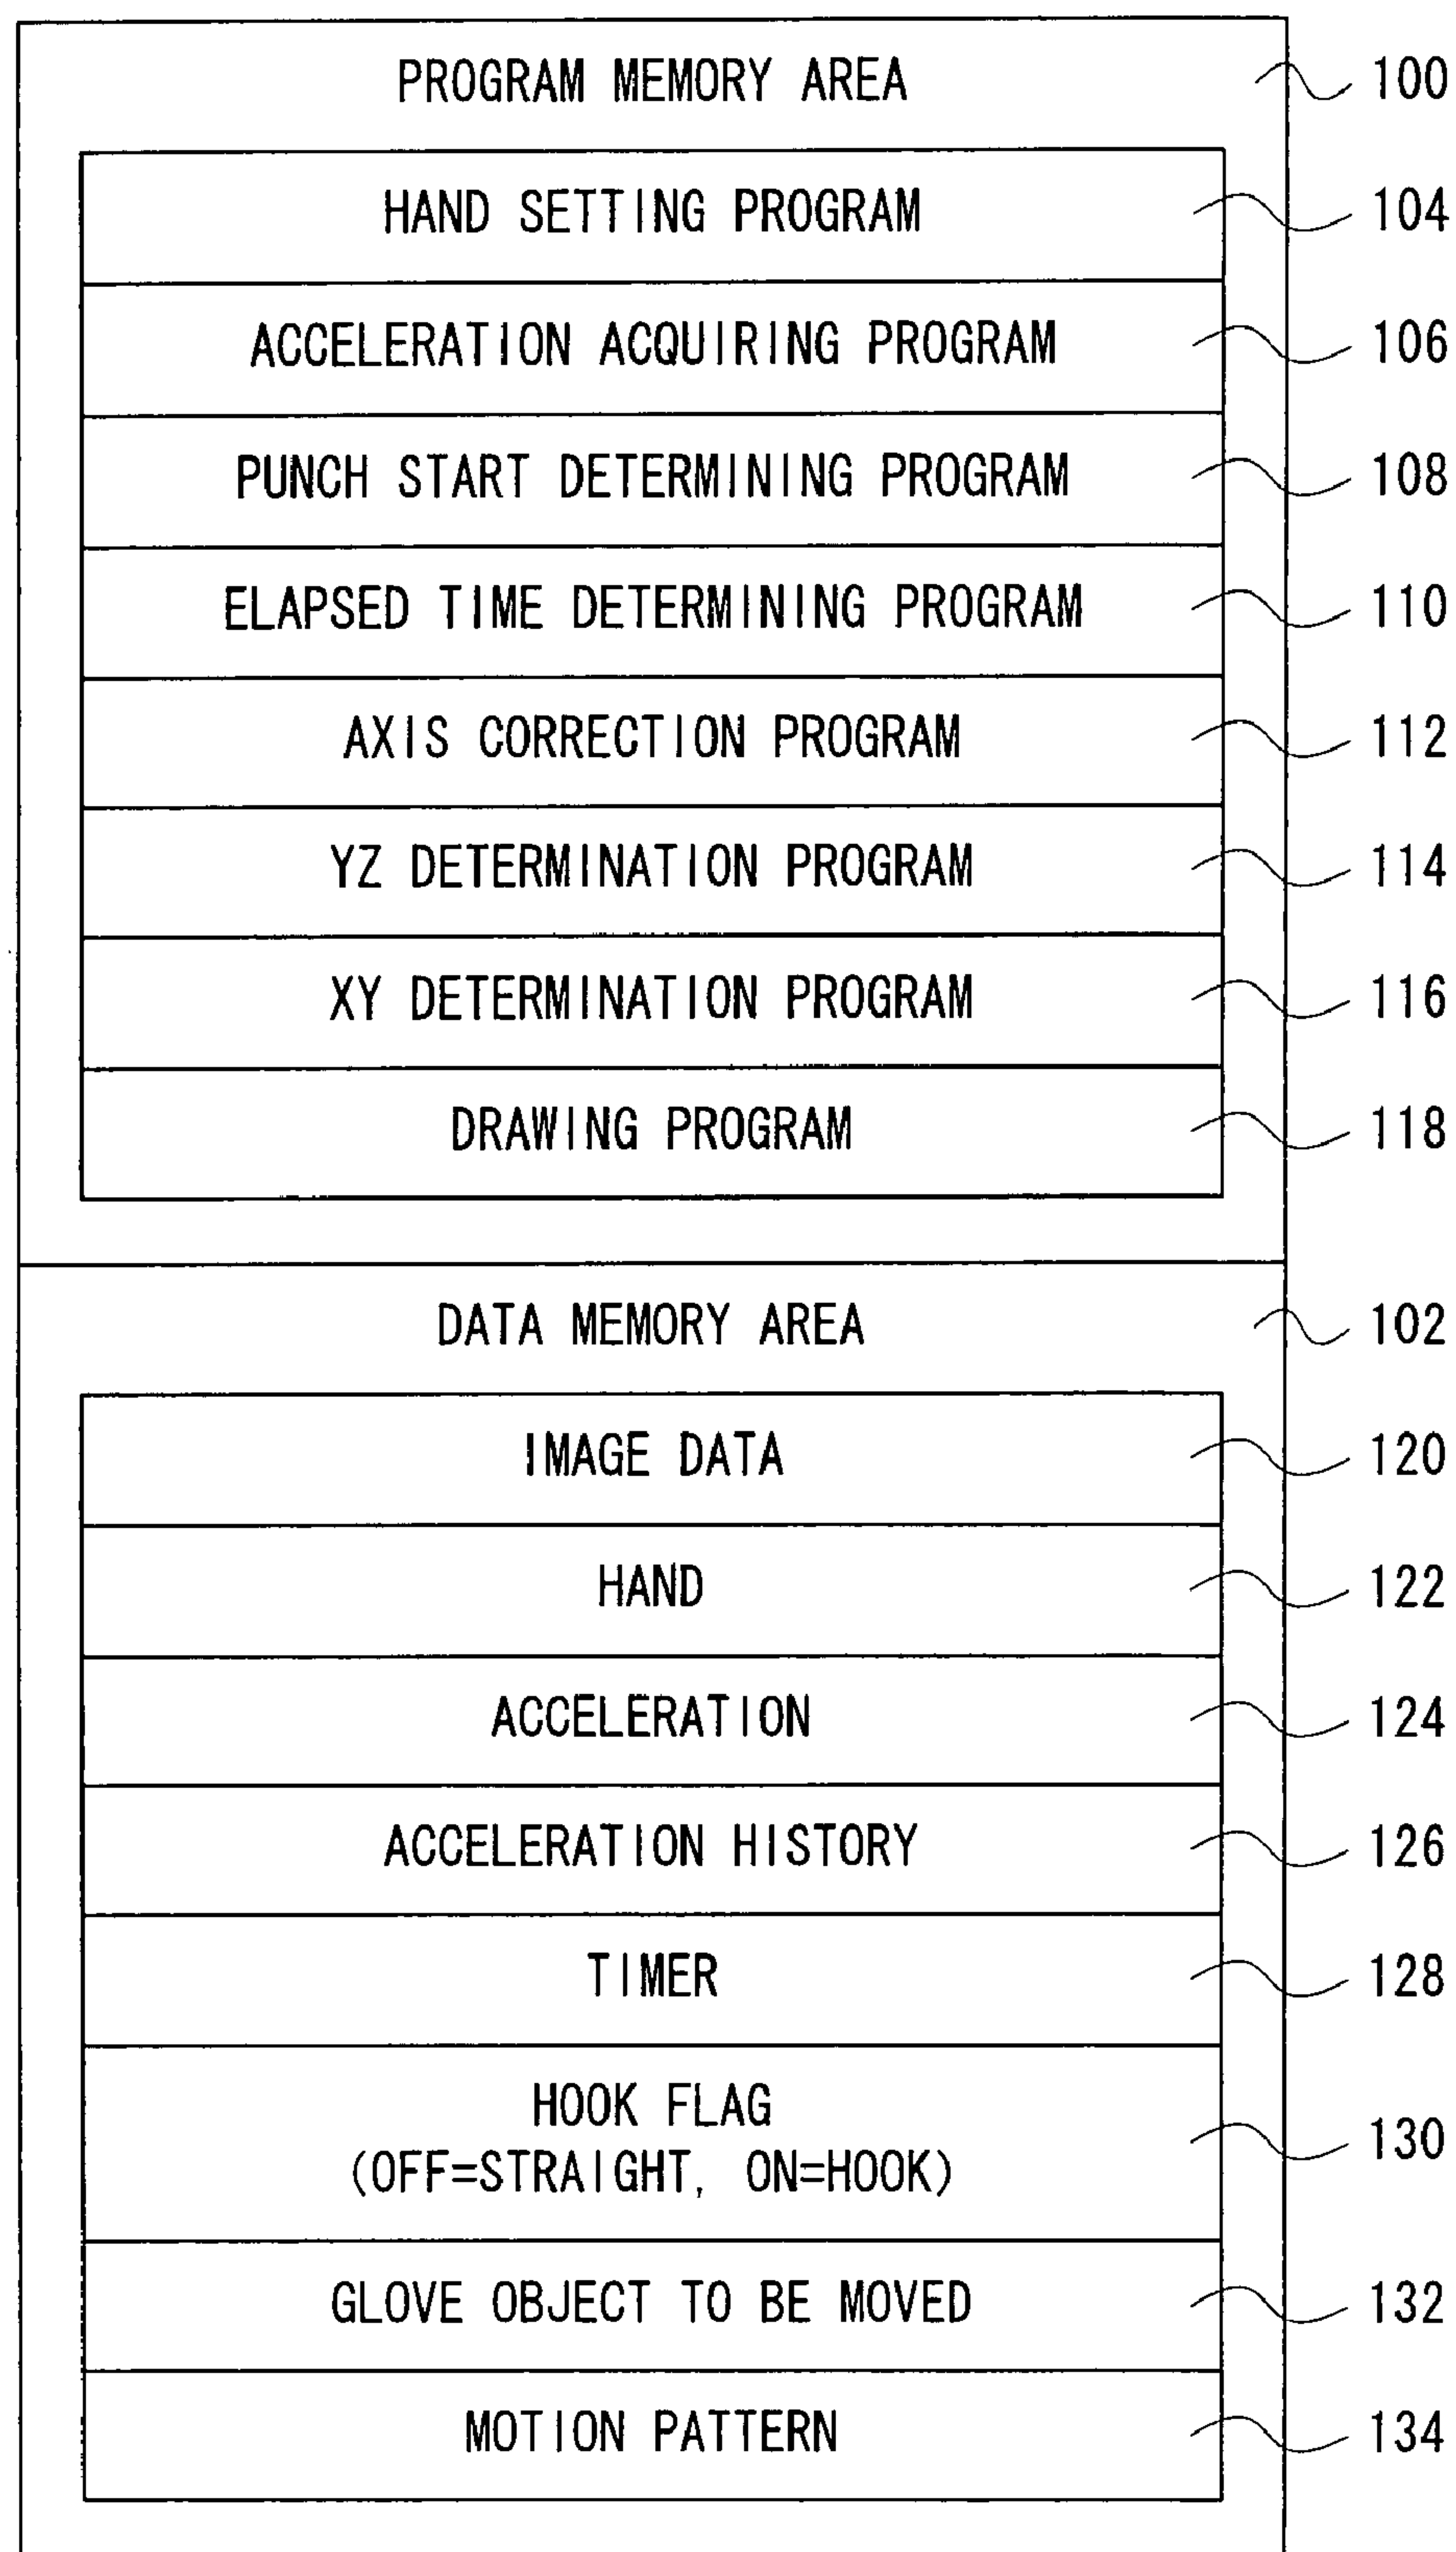 PROGRAM MEMORY AREA 100
HAND SETTING PROGRAM 104
ACCELERATION ACQUIRING PROGRAM 106
PUNCH START DETERMINING PROGRAM 108
ELAPSED TIME DETERMINING PROGRAM 110
AXIS CORRECTION PROGRAM 112
YZ DETERMINATION PROGRAM 114
XY DETERMINATION PROGRAM 116
DRAWING PROGRAM 118
DATA MEMORY AREA 102
IMAGE DATA 120
HAND 122
ACCELERATION 124
ACCELERATION HISTORY 126
TIMER 128
HOOK FLAG
(OFF=STRAIGHT, ON=HOOK) 130
GLOVE OBJECT TO BE MOVED 132
MOTION PATTERN 134